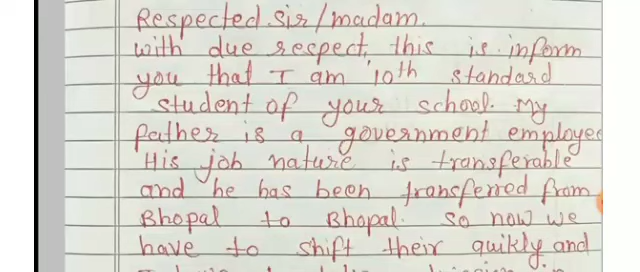 Respected.sir/madam.
with due respect, this is inform
you that I am 10th standard
student of your school. My
father is a government employee
His job nature is transferable
and he has been transferred from
Bhopal to Bhopal. so now we
have to shift their quikly and